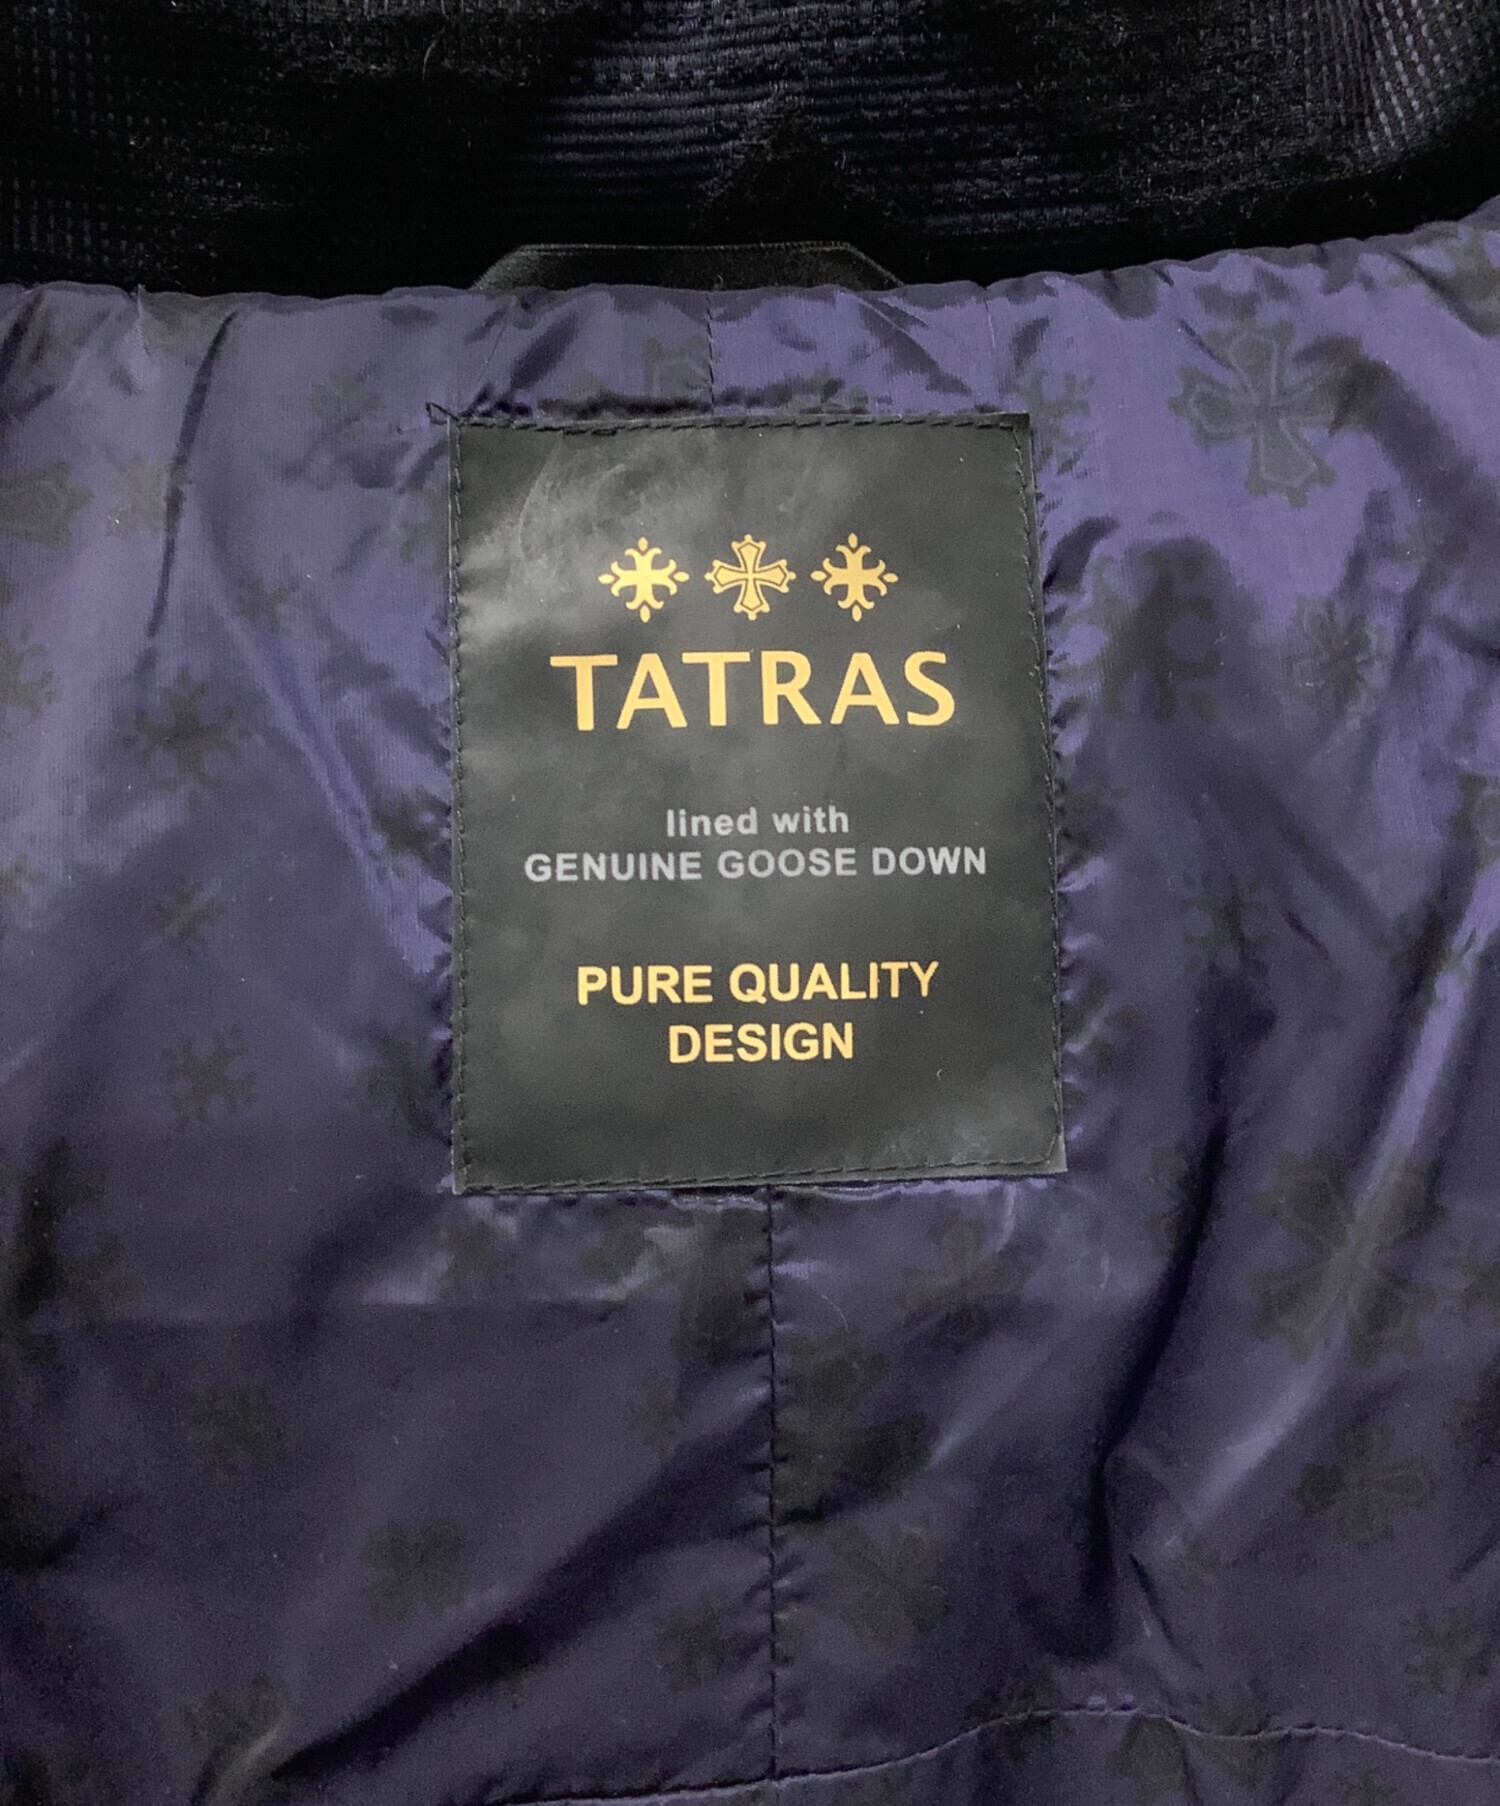 TATRAS
lined with
GENUINE GOOSE DOWN
PURE QUALITY
DESIGN